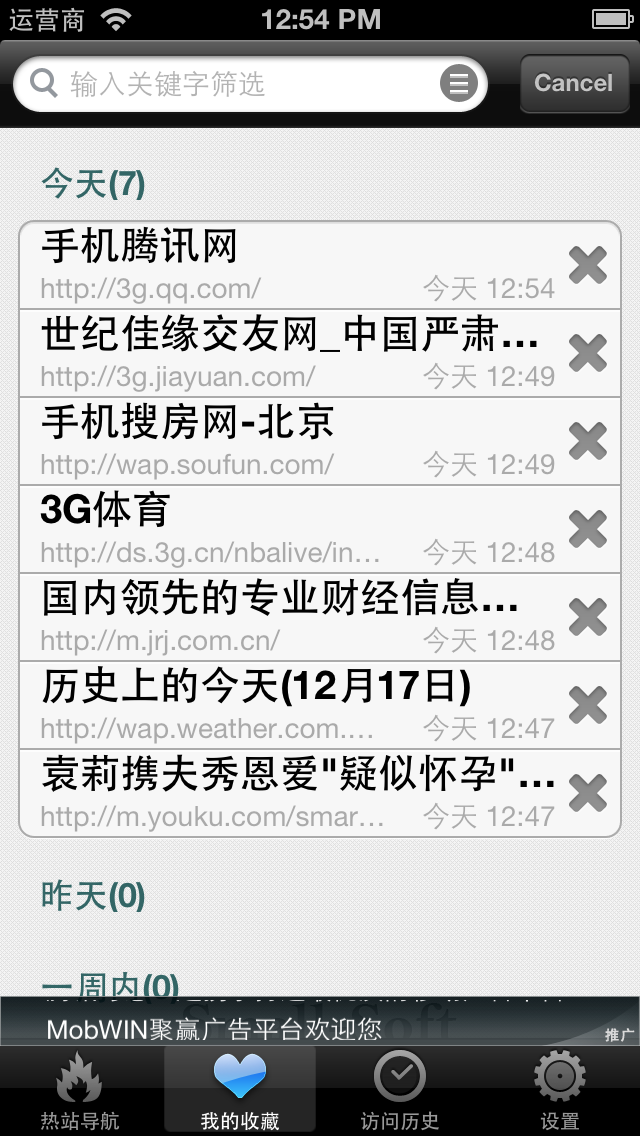 运营商 12:54 PM
输入关键字筛选 Cancel
今天(7)
手机腾讯网
http://3g.qq.com/ 今天 12:54
世纪佳缘交友网_中国严肃...
http://3g.jiayuan.com/ 今天 12:49
手机搜房网-北京
http://wap.soufun.com/ 今天 12:49
3G体育
http://ds.3g.cn/nbalive/in... 今天 12:48
国内领先的专业财经信息...
http://m.jrj.com.cn/ 今天 12:48
历史上的今天(12月17日)
http://wap.weather.com.... 今天 12:47
袁莉携夫秀恩爱"疑似怀孕"...
http://m.youku.com/smar... 今天 12:47
昨天(0)
一周内(0)
MobWIN聚赢广告平台欢迎您
推广
热站导航 我的收藏 访问历史 设置